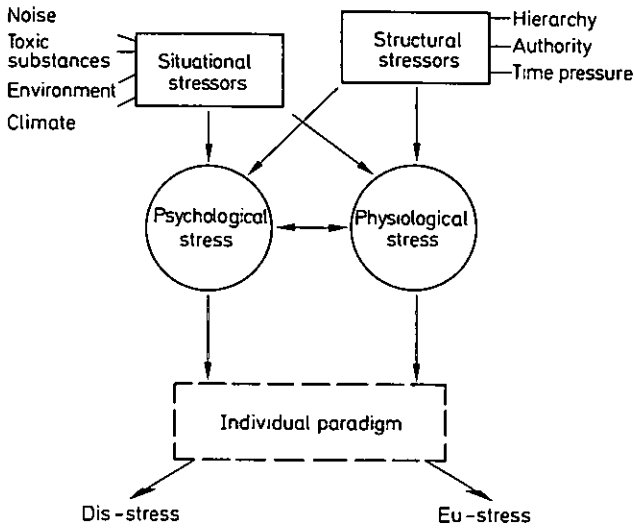 Noise
Toxic
substances
Environment
Climate
Situational
stressors
Structural
stressors
Hierarchy
Authority
Time pressure
Psychological
stress
Physiological
stress
Individual paradigm
Dis-stress
Eu-stress